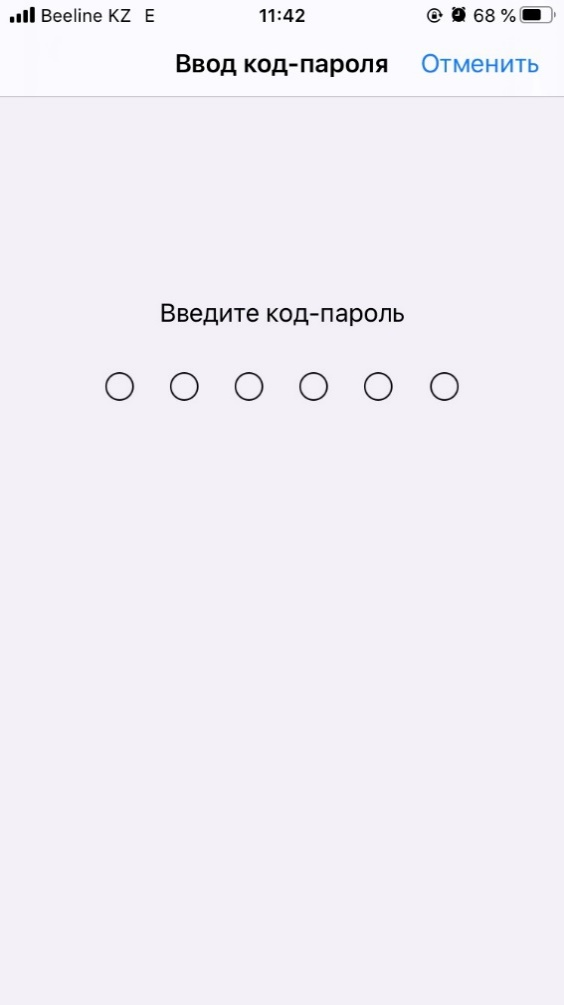 Beeline KZ E 11:42 68 %
Ввод код-пароля Отменить
Введите код-пароль